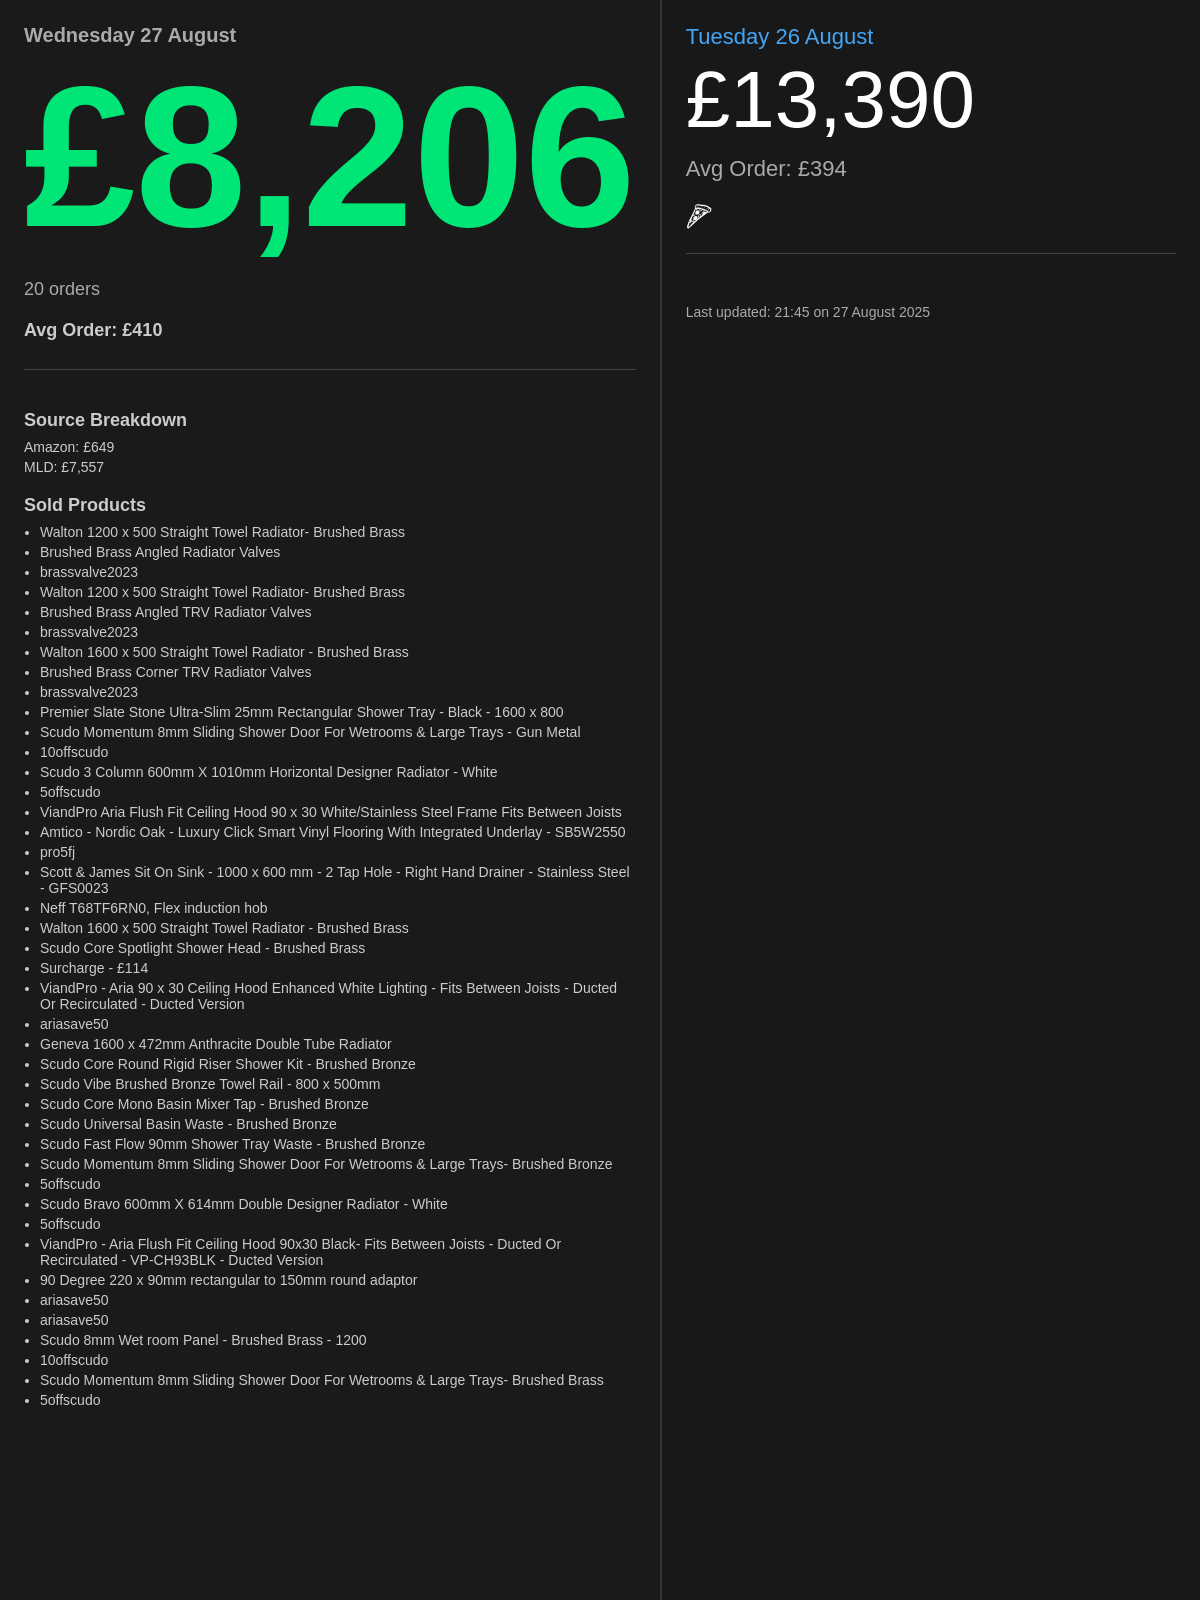 Wednesday 27 August
£8,206
20 orders
Avg Order: £410
Source Breakdown
Amazon: £649
MLD: £7,557
Sold Products
Walton 1200 x 500 Straight Towel Radiator- Brushed Brass
Brushed Brass Angled Radiator Valves
brassvalve2023
Walton 1200 x 500 Straight Towel Radiator- Brushed Brass
Brushed Brass Angled TRV Radiator Valves
brassvalve2023
Walton 1600 x 500 Straight Towel Radiator - Brushed Brass
Brushed Brass Corner TRV Radiator Valves
brassvalve2023
Premier Slate Stone Ultra-Slim 25mm Rectangular Shower Tray - Black - 1600 x 800
Scudo Momentum 8mm Sliding Shower Door For Wetrooms & Large Trays - Gun Metal
10offscudo
Scudo 3 Column 600mm X 1010mm Horizontal Designer Radiator - White
5offscudo
ViandPro Aria Flush Fit Ceiling Hood 90 x 30 White/Stainless Steel Frame Fits Between Joists
Amtico - Nordic Oak - Luxury Click Smart Vinyl Flooring With Integrated Underlay - SB5W2550
pro5fj
Scott & James Sit On Sink - 1000 x 600 mm - 2 Tap Hole - Right Hand Drainer - Stainless Steel
- GFS0023
Neff T68TF6RN0, Flex induction hob
Walton 1600 x 500 Straight Towel Radiator - Brushed Brass
Scudo Core Spotlight Shower Head - Brushed Brass
Surcharge - £114
ViandPro - Aria 90 x 30 Ceiling Hood Enhanced White Lighting - Fits Between Joists - Ducted
Or Recirculated - Ducted Version
ariasave50
Geneva 1600 x 472mm Anthracite Double Tube Radiator
Scudo Core Round Rigid Riser Shower Kit - Brushed Bronze
Scudo Vibe Brushed Bronze Towel Rail - 800 x 500mm
Scudo Core Mono Basin Mixer Tap - Brushed Bronze
Scudo Universal Basin Waste - Brushed Bronze
Scudo Fast Flow 90mm Shower Tray Waste - Brushed Bronze
Scudo Momentum 8mm Sliding Shower Door For Wetrooms & Large Trays- Brushed Bronze
5offscudo
Scudo Bravo 600mm X 614mm Double Designer Radiator - White
5offscudo
ViandPro - Aria Flush Fit Ceiling Hood 90x30 Black- Fits Between Joists - Ducted Or
Recirculated - VP-CH93BLK - Ducted Version
90 Degree 220 x 90mm rectangular to 150mm round adaptor
ariasave50
ariasave50
Scudo 8mm Wet room Panel - Brushed Brass - 1200
10offscudo
Scudo Momentum 8mm Sliding Shower Door For Wetrooms & Large Trays- Brushed Brass
5offscudo
Tuesday 26 August
£13,390
Avg Order: £394
Last updated: 21:45 on 27 August 2025